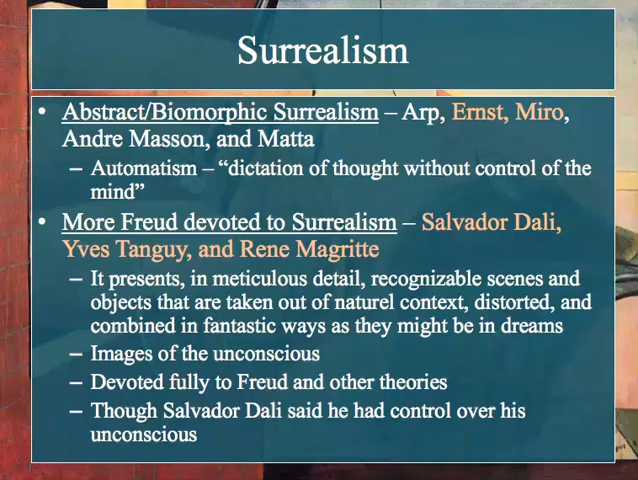 Surrealism
• Abstract/Biomorphic Surrealism – Arp, Ernst, Miro,
Andre Masson, and Matta
– Automatism – “dictation of thought without control of the
mind”
• More Freud devoted to Surrealism – Salvador Dali,
Yves Tanguy, and Rene Magritte
– It presents, in meticulous detail, recognizable scenes and
objects that are taken out of naturel context, distorted, and
combined in fantastic ways as they might be in dreams
– Images of the unconscious
– Devoted fully to Freud and other theories
– Though Salvador Dali said he had control over his
unconscious